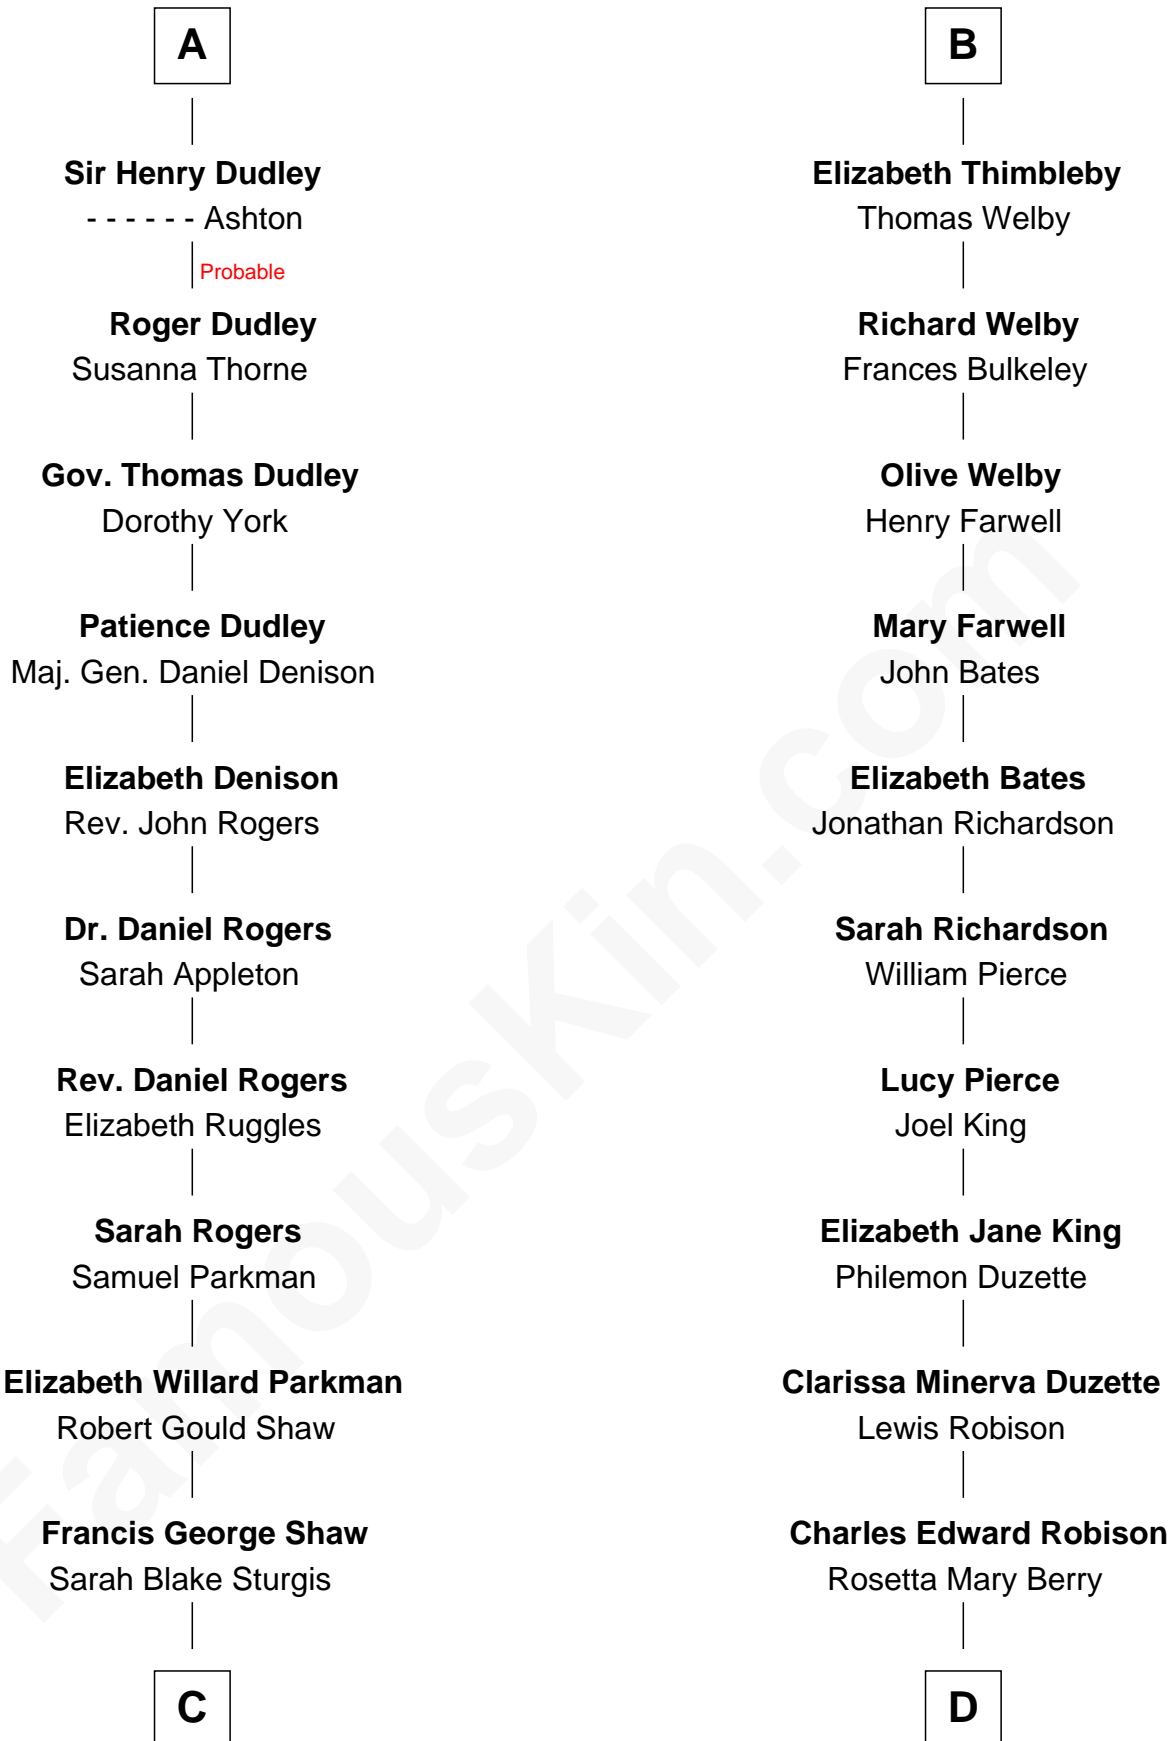 A
Sir Henry Dudley
- - - - - - Ashton
Probable
Roger Dudley
Susanna Thorne
Gov. Thomas Dudley
Dorothy York
Patience Dudley
Maj. Gen. Daniel Denison
Elizabeth Denison
Rev. John Rogers
Dr. Daniel Rogers
Sarah Appleton
Rev. Daniel Rogers
Elizabeth Ruggles
Sarah Rogers
Samuel Parkman
Elizabeth Willard Parkman
Robert Gould Shaw
Francis George Shaw
Sarah Blake Sturgis
C
B
Elizabeth Thimbleby
Thomas Welby
Richard Welby
Frances Bulkeley
Olive Welby
Henry Farwell
Mary Farwell
John Bates
Elizabeth Bates
Jonathan Richardson
Sarah Richardson
William Pierce
Lucy Pierce
Joel King
Elizabeth Jane King
Philemon Duzette
Clarissa Minerva Duzette
Lewis Robison
Charles Edward Robison
Rosetta Mary Berry
D
FamousKin.com